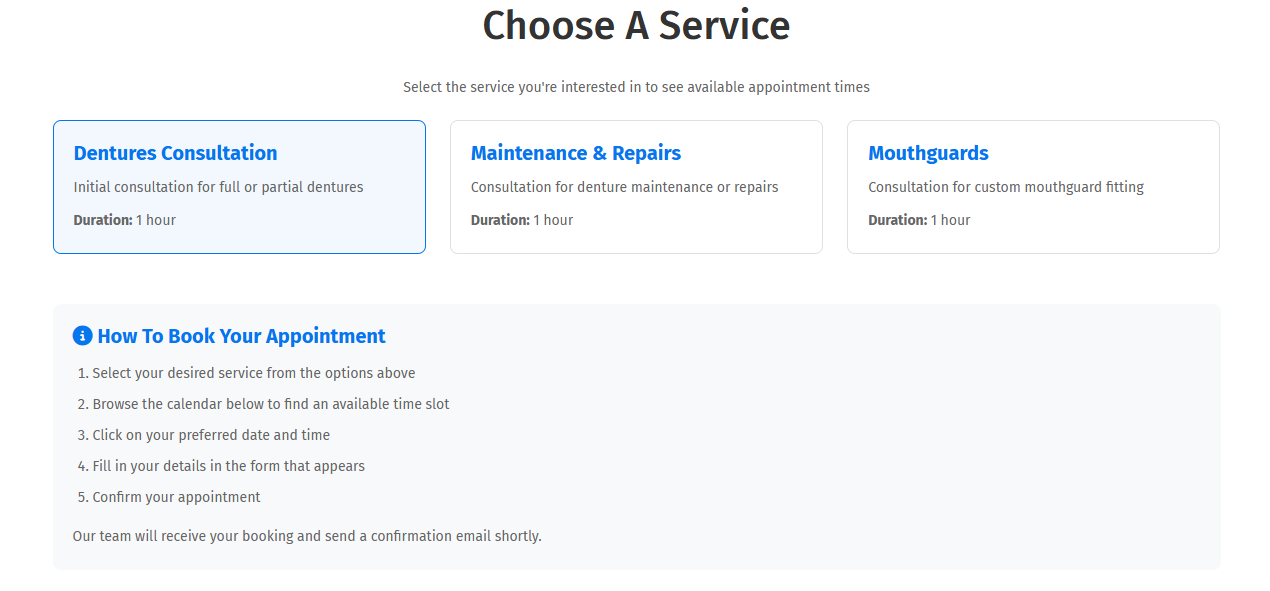 Choose A Service
Select the service you're interested in to see available appointment times
Dentures Consultation
Initial consultation for full or partial dentures
Duration: 1 hour
Maintenance & Repairs
Consultation for denture maintenance or repairs
Duration: 1 hour
Mouthguards
Consultation for custom mouthguard fitting
Duration: 1 hour
How To Book Your Appointment
1. Select your desired service from the options above
2. Browse the calendar below to find an available time slot
3. Click on your preferred date and time
4. Fill in your details in the form that appears
5. Confirm your appointment
Our team will receive your booking and send a confirmation email shortly.